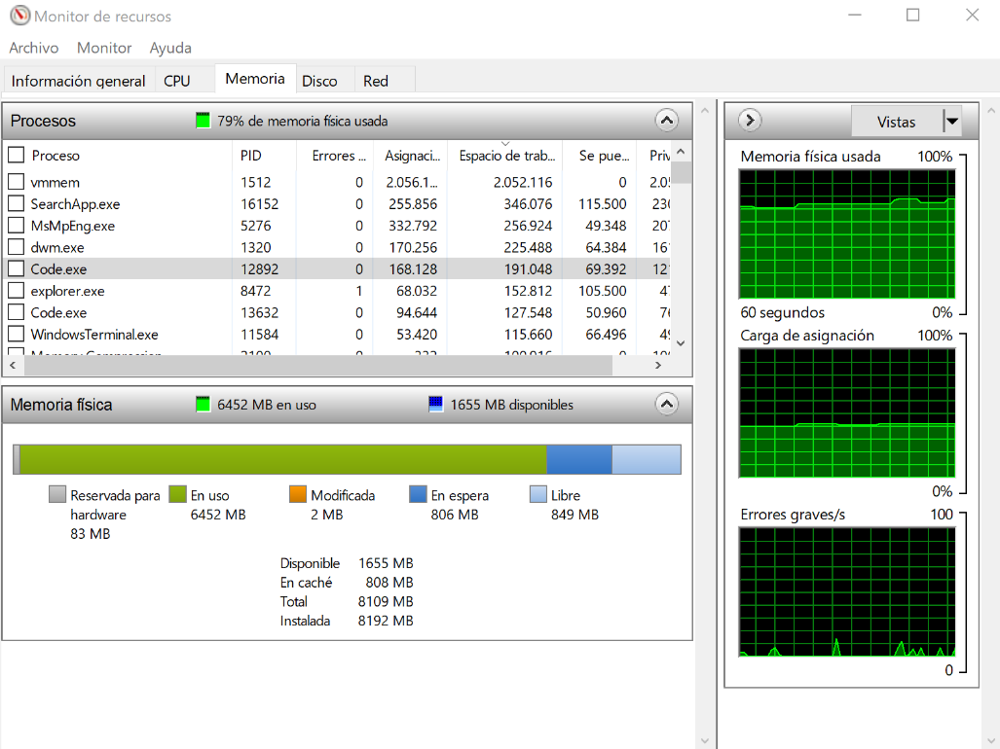 Monitor de recursos
Archivo Monitor Ayuda
Información general CPU Memoria Disco Red
Procesos 79% de memoria física usada
Proceso PID Errores ... Asignaci... Espacio de trab... Se pue... Priv
vmmem 1512 0 2.056.1... 2.052.116 0 2.05
SearchApp.exe 16152 0 255.856 346.076 115.500 230
MsMpEng.exe 5276 0 332.792 256.924 49.348 207
dwm.exe 1320 0 170.256 225.488 64.384 16
Code.exe 12892 0 168.128 191.048 69.392 12
explorer.exe 8472 1 68.032 152.812 105.500 47
Code.exe 13632 0 94.644 127.548 50.960 76
WindowsTerminal.exe 11584 0 53.420 115.660 66.496 49
Memory Compression
Memoria física 6452 MB en uso 1655 MB disponibles
Reservada para hardware
83 MB
En uso
6452 MB
Modificada
2 MB
En espera
806 MB
Libre
849 MB
Disponible 1655 MB
En caché 808 MB
Total 8109 MB
Instalada 8192 MB
Vistas
Memoria física usada 100%
60 segundos 0%
Carga de asignación 100%
0%
Errores graves/s 100
0